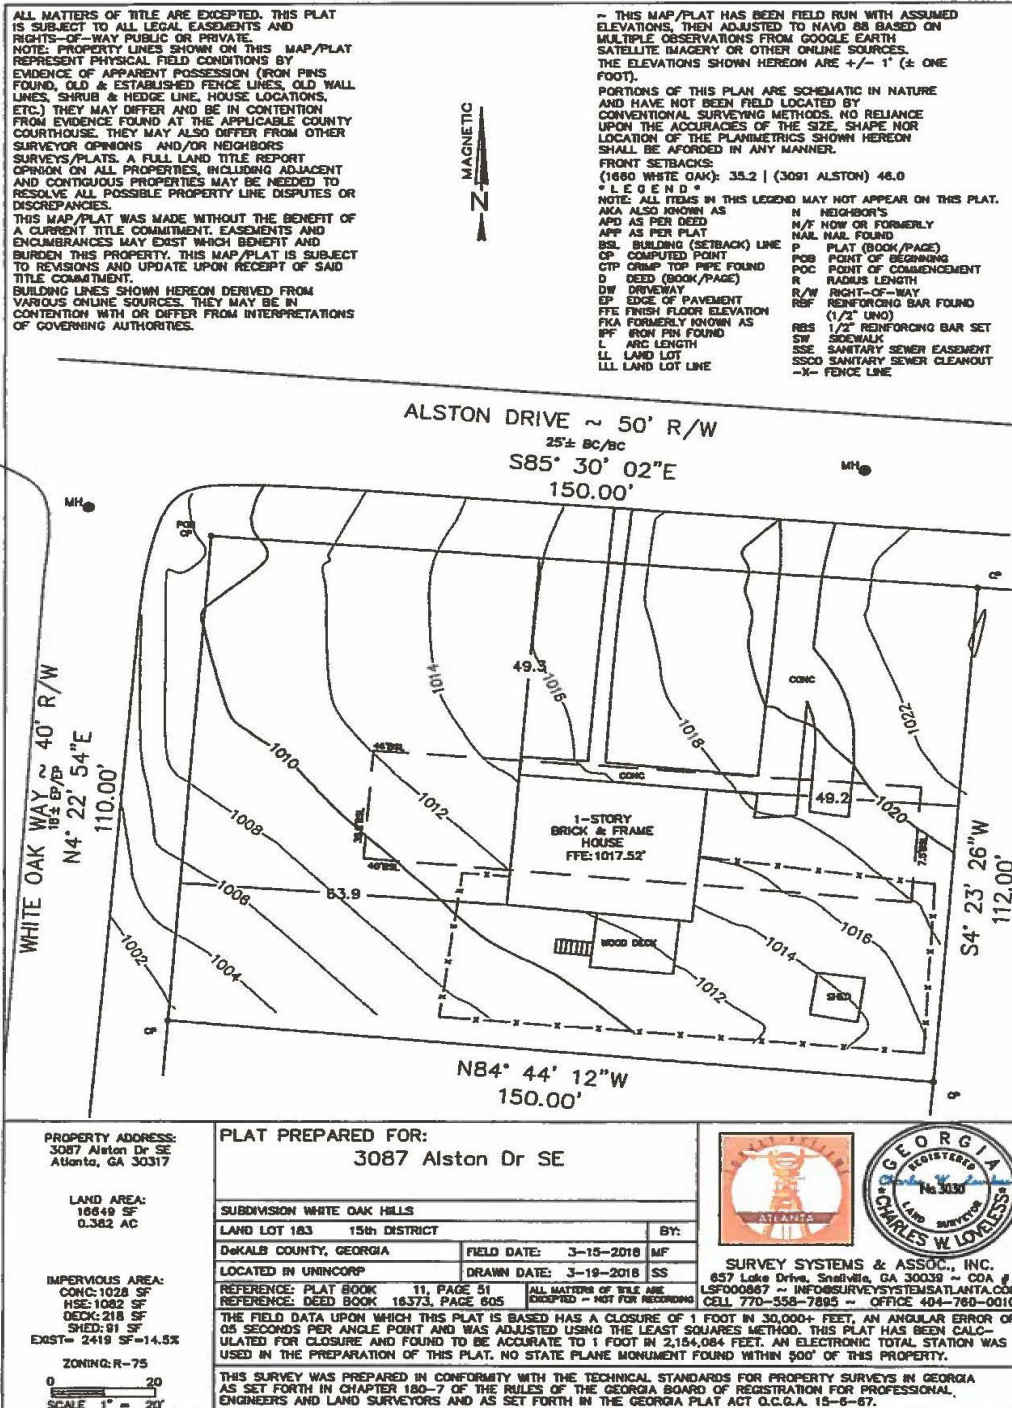 ALL MATTERS OF TITLE ARE EXCEPTED. THIS PLAT
IS SUBJECT TO ALL LEGAL EASEMENTS AND
RIGHTS-OF-WAY PUBLIC OR PRIVATE.
NOTE: PROPERTY LINES SHOWN ON THIS MAP/PLAT
REPRESENT PHYSICAL FIELD CONDITIONS BY
EVIDENCE OF APPARENT POSSESSION (IRON PINS
FOUND, OLD & ESTABLISHED FENCE LINES, OLD WALL
LINES, SHRUB & HEDGE LINE, HOUSE LOCATIONS,
ETC.) THEY MAY DIFFER AND BE IN CONTENTION
FROM EVIDENCE FOUND AT THE APPLICABLE COUNTY
COURTHOUSE. THEY MAY ALSO DIFFER FROM OTHER
SURVEYOR OPINIONS AND/OR NEIGHBORS
SURVEYS/PLATS. A FULL LAND TITLE REPORT
OPINION ON ALL PROPERTIES, INCLUDING ADJACENT
AND CONTIGUOUS PROPERTIES MAY BE NEEDED TO
RESOLVE ALL POSSIBLE PROPERTY LINE DISPUTES OR
DISCREPANCIES.
THIS MAP/PLAT WAS MADE WITHOUT THE BENEFIT OF
A CURRENT TITLE COMMITMENT. EASEMENTS AND
ENCUMBRANCES MAY EXIST WHICH BENEFIT AND
BURDEN THIS PROPERTY. THIS MAP/PLAT IS SUBJECT
TO REVISIONS AND UPDATE UPON RECEIPT OF SAID
TITLE COMMITMENT.
BUILDING LINES SHOWN HEREON DERIVED FROM
VARIOUS ONLINE SOURCES. THEY MAY BE IN
CONTENTION WITH OR DIFFER FROM INTERPRETATIONS
OF GOVERNING AUTHORITIES.
MAGNETIC
N
~ THIS MAP/PLAT HAS BEEN FIELD RUN WITH ASSUMED
ELEVATIONS, THEN ADJUSTED TO NAVD 88 BASED ON
MULTIPLE OBSERVATIONS FROM GOOGLE EARTH
SATELLITE IMAGERY OR OTHER ONLINE SOURCES.
THE ELEVATIONS SHOWN HEREON ARE +/- 1' (± ONE
FOOT).
PORTIONS OF THIS PLAN ARE SCHEMATIC IN NATURE
AND HAVE NOT BEEN FIELD LOCATED BY
CONVENTIONAL SURVEYING METHODS. NO RELIANCE
UPON THE ACCURACIES OF THE SIZE, SHAPE NOR
LOCATION OF THE PLANIMETRICS SHOWN HEREON
SHALL BE AFORDED IN ANY MANNER.
FRONT SETBACKS:
(1660 WHITE OAK): 35.2 | (3091 ALSTON) 46.0
* L E G E N D *
NOTE: ALL ITEMS IN THIS LEGEND MAY NOT APPEAR ON THIS PLAT.
AKA ALSO KNOWN AS
APD AS PER DEED
APP AS PER PLAT
BSL BUILDING (SETBACK) LINE
CP COMPUTED POINT
CTP CRIMP TOP PIPE FOUND
D DEED (BOOK/PAGE)
DW DRIVEWAY
EP EDGE OF PAVEMENT
FFE FINISH FLOOR ELEVATION
FKA FORMERLY KNOWN AS
IPF IRON PIN FOUND
L ARC LENGTH
LL LAND LOT
LLL LAND LOT LINE
N NEIGHBOR'S
N/F NOW OR FORMERLY
NAIL NAIL FOUND
P PLAT (BOOK/PAGE)
POB POINT OF BEGINNING
POC POINT OF COMMENCEMENT
R RADIUS LENGTH
R/W RIGHT-OF-WAY
RBF REINFORCING BAR FOUND
(1/2" UNO)
RBS 1/2" REINFORCING BAR SET
SW SIDEWALK
SSE SANITARY SEWER EASEMENT
SSCO SANITARY SEWER CLEANOUT
-X- FENCE LINE
ALSTON DRIVE ~ 50' R/W
25'± BC/BC
S85° 30' 02"E
150.00'
MH
MH
POB
CP
CP
WHITE OAK WAY ~ 40' R/W
18'± EP/EP
N4° 22' 54"E
110.00'
1014
49.3
1016
CONC
1018
1022
1010
46'BSL
CONC
49.2
1020
1012
1-STORY
BRICK & FRAME
HOUSE
FFE:1017.52'
40'BSL
7.5'BSL
S4° 23' 26"W
112.00'
1008
1006
63.9
1002
1004
WOOD DECK
1014
1016
1012
SHED
CP
CP
N84° 44' 12"W
150.00'
PROPERTY ADDRESS:
3087 Alston Dr SE
Atlanta, GA 30317
LAND AREA:
16649 SF
0.382 AC
IMPERVIOUS AREA:
CONC:1028 SF
HSE:1082 SF
DECK:218 SF
SHED:91 SF
EXIST= 2419 SF=14.5%
ZONING:R-75
0 20
SCALE 1" = 20'
PLAT PREPARED FOR:
3087 Alston Dr SE
SUBDIVISION WHITE OAK HILLS
LAND LOT 183 15th DISTRICT BY:
DeKALB COUNTY, GEORGIA FIELD DATE: 3-15-2018 MF
LOCATED IN UNINCORP DRAWN DATE: 3-19-2018 SS
REFERENCE: PLAT BOOK 11, PAGE 51
REFERENCE: DEED BOOK 16373, PAGE 605
ALL MATTERS OF TITLE ARE
EXCEPTED - NOT FOR RECORDING
SURVEY SYSTEMS
ATLANTA
GEORGIA
REGISTERED
No. 3030
LAND SURVEYOR
CHARLES W. LOVELESS
SURVEY SYSTEMS & ASSOC., INC.
657 Lake Drive, Snellville, GA 30039 ~ COA #
LSF000867 ~ INFO@SURVEYSYSTEMSATLANTA.COM
CELL 770-558-7895 ~ OFFICE 404-760-0010
THE FIELD DATA UPON WHICH THIS PLAT IS BASED HAS A CLOSURE OF 1 FOOT IN 30,000+ FEET, AN ANGULAR ERROR OF
05 SECONDS PER ANGLE POINT AND WAS ADJUSTED USING THE LEAST SQUARES METHOD. THIS PLAT HAS BEEN CALC-
ULATED FOR CLOSURE AND FOUND TO BE ACCURATE TO 1 FOOT IN 2,154,084 FEET. AN ELECTRONIC TOTAL STATION WAS
USED IN THE PREPARATION OF THIS PLAT. NO STATE PLANE MONUMENT FOUND WITHIN 500' OF THIS PROPERTY.
THIS SURVEY WAS PREPARED IN CONFORMITY WITH THE TECHNICAL STANDARDS FOR PROPERTY SURVEYS IN GEORGIA
AS SET FORTH IN CHAPTER 180-7 OF THE RULES OF THE GEORGIA BOARD OF REGISTRATION FOR PROFESSIONAL
ENGINEERS AND LAND SURVEYORS AND AS SET FORTH IN THE GEORGIA PLAT ACT O.C.G.A. 15-6-67.